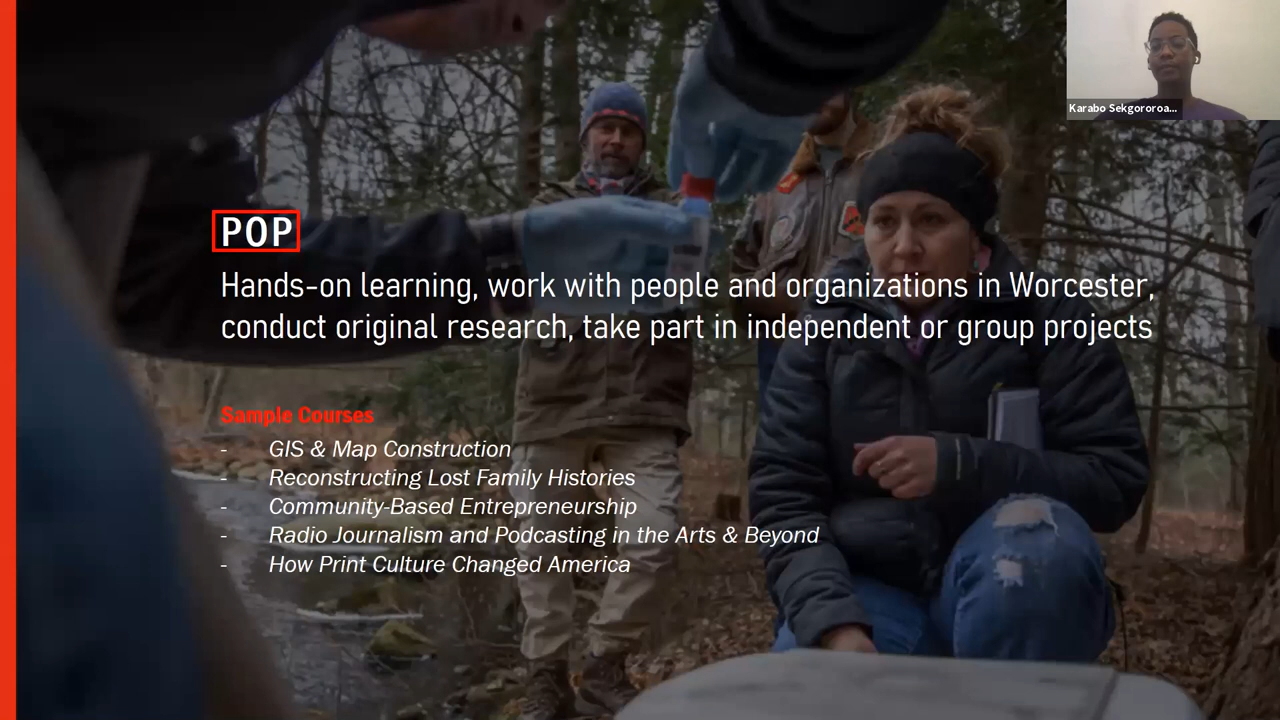 Karabo Sekgororoa...
POP
Hands-on learning, work with people and organizations in Worcester,
conduct original research, take part in independent or group projects
Sample Courses
- GIS & Map Construction
- Reconstructing Lost Family Histories
- Community-Based Entrepreneurship
- Radio Journalism and Podcasting in the Arts & Beyond
- How Print Culture Changed America